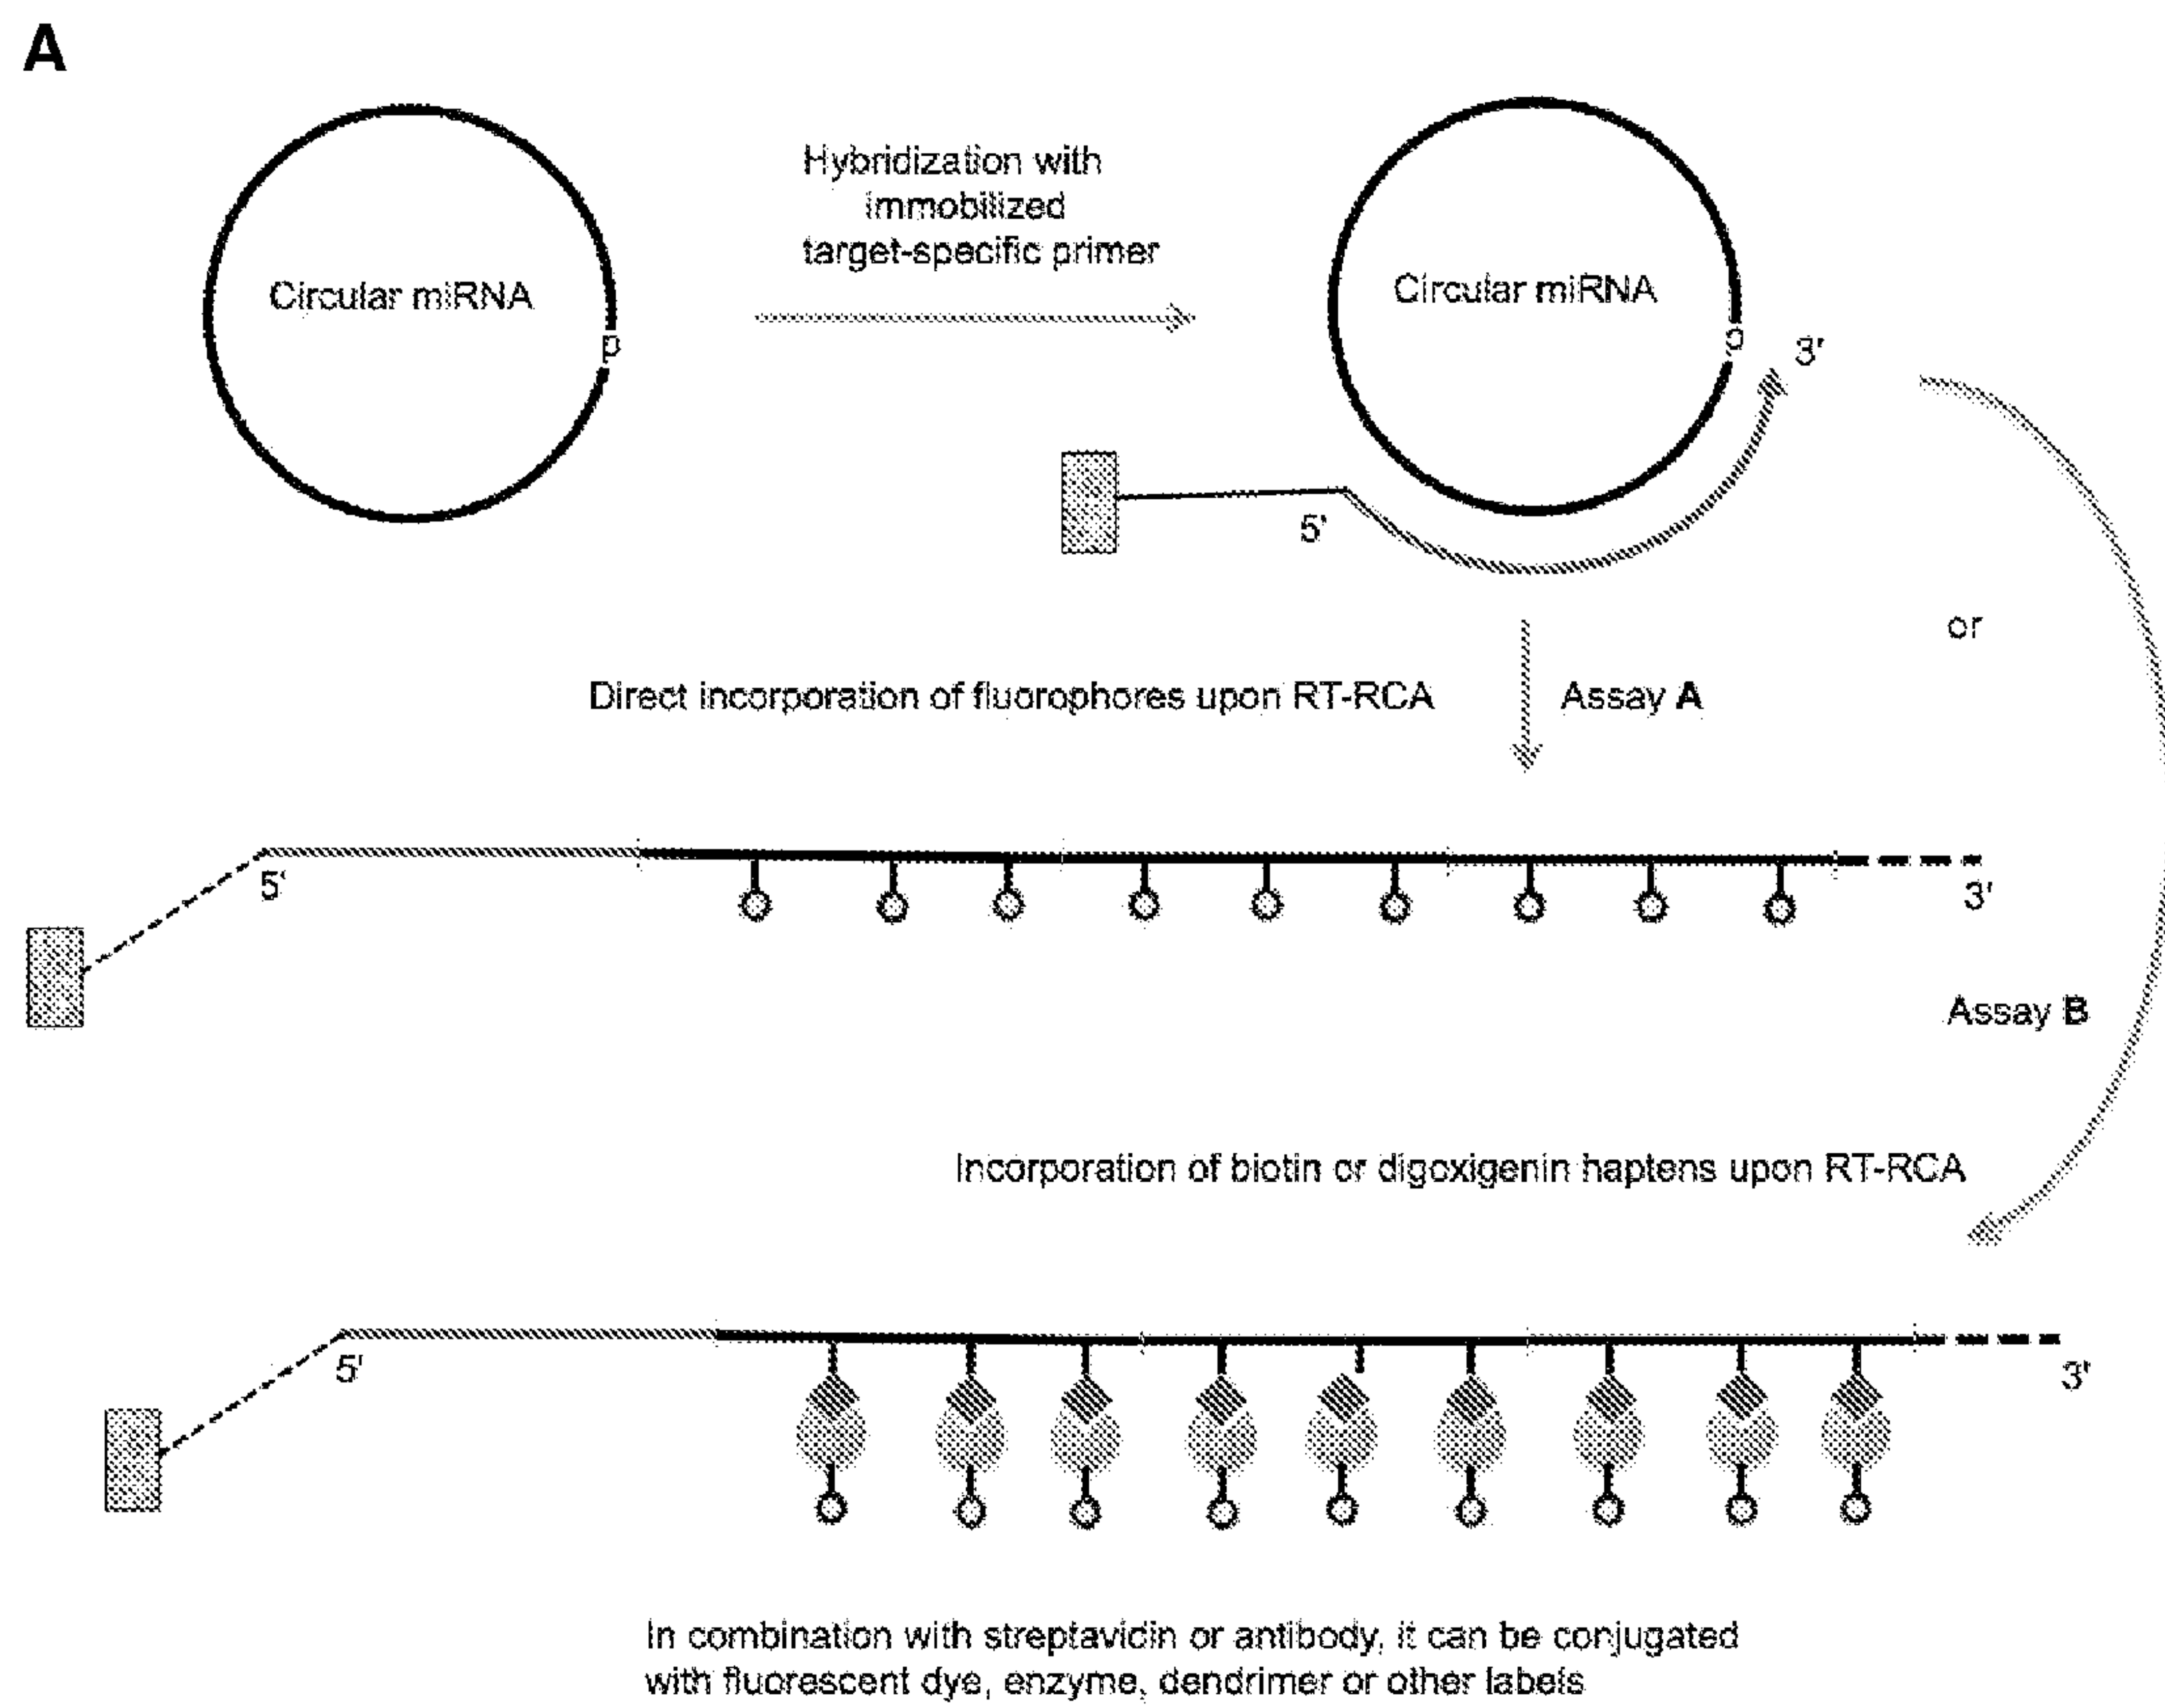 A
Circular miRNA
p
Hybridization with
immobilized
target-specific primer
Circular miRNA
p
3'
5'
or
Direct incorporation of fluorophores upon RT-RCA
Assay A
5'
3'
Assay B
Incorporation of biotin or digoxigenin haptens upon RT-RCA
5'
3'
In combination with streptavidin or antibody, it can be conjugated
with fluorescent dye, enzyme, dendrimer or other labels